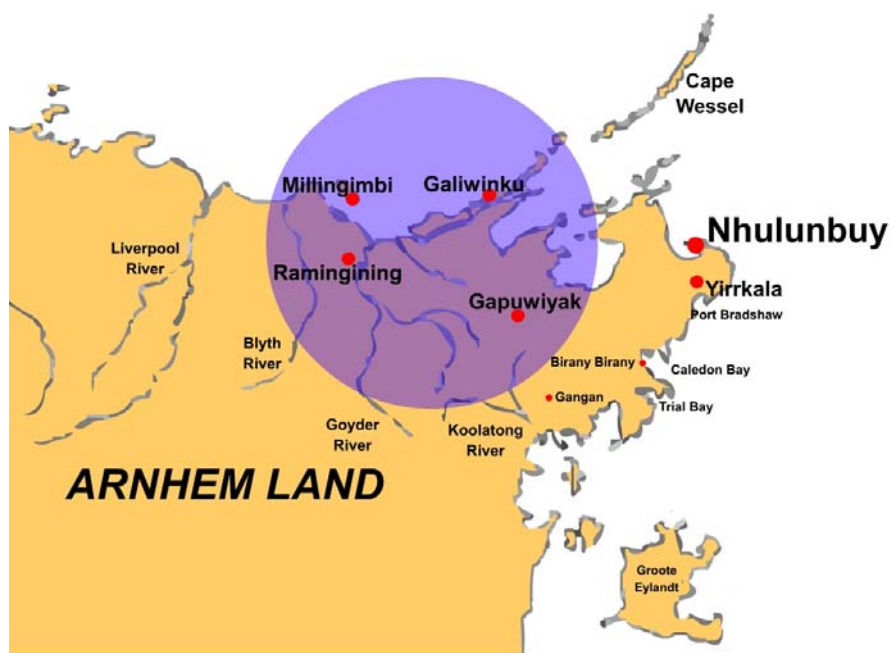 Cape
Wessel
Millingimbi
Galiwinku
Nhulunbuy
Liverpool
River
Ramingining
Yirrkala
Gapuwiyak
Port Bradshaw
Blyth
River
Birany Birany
Caledon Bay
Gangan
Trial Bay
Goyder
River
Koolatong
River
ARNHEM LAND
Groote
Eylandt